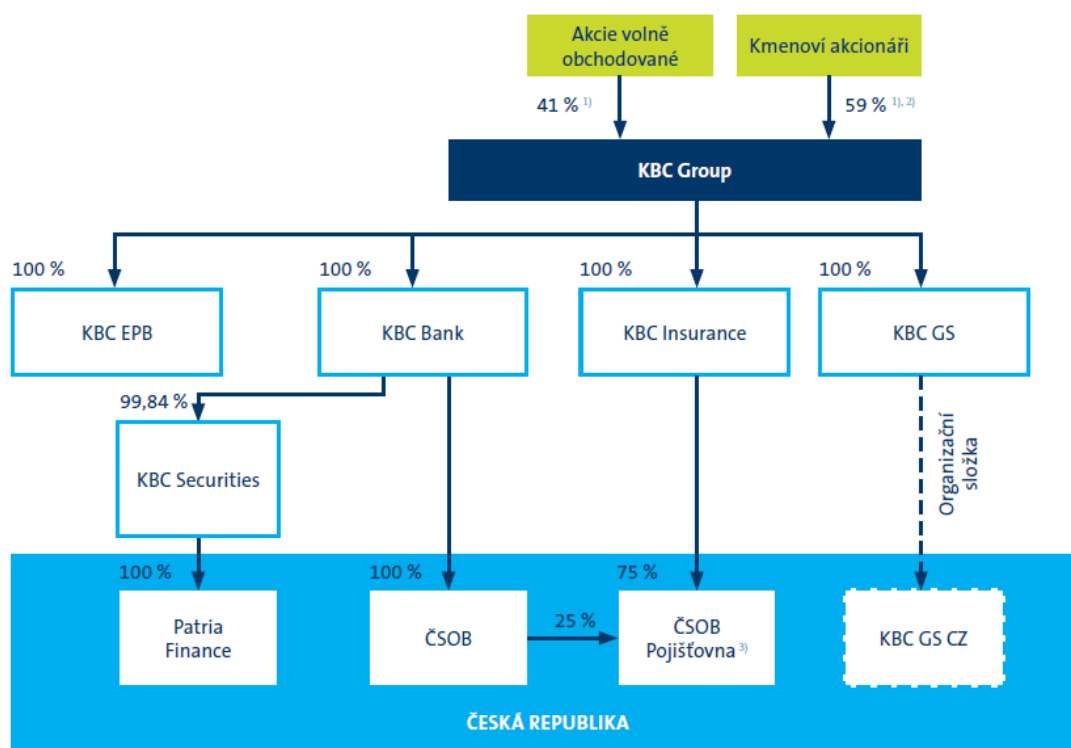 Akcie volně
obchodované
Kmenoví akcionáři
41 % 1)
59 % 1), 2)
KBC Group
100 %
100 %
100 %
100 %
KBC EPB
KBC Bank
KBC Insurance
KBC GS
99,84 %
KBC Securities
Organizační
složka
100 %
100 %
75 %
Patria
Finance
ČSOB
25 %
ČSOB
Pojišťovna 3)
KBC GS CZ
ČESKÁ REPUBLIKA